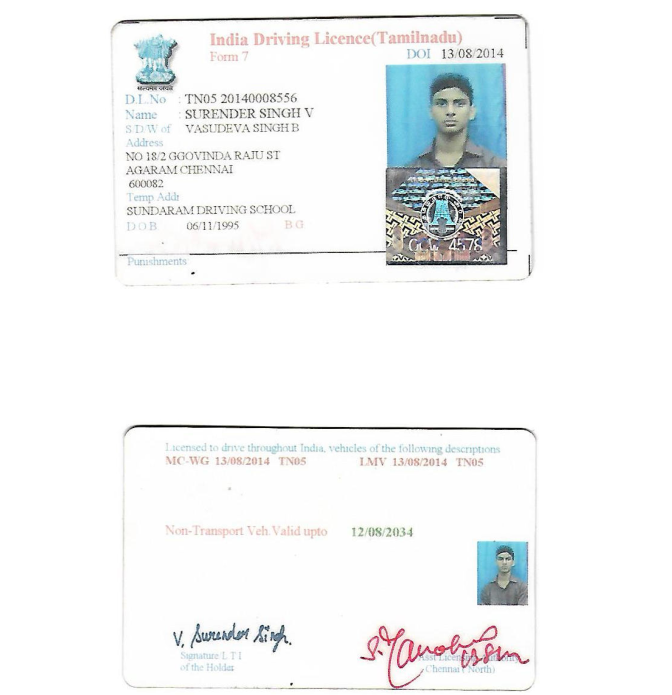 India Driving Licence(Tamilnadu)
Form 7
DOI 13/08/2014
सत्यमेव जयते
D.L.No : TN05 20140008556
Name : SURENDER SINGH V
S/D/W of VASUDEVA SINGH B
Address
NO 18/2 GGOVINDA RAJU ST
AGARAM CHENNAI
600082
Temp Addr
SUNDARAM DRIVING SCHOOL
D O B 06/11/1995 B G
4578
Punishments
Licensed to drive throughout India, vehicles of the following descriptions
MC-WG 13/08/2014 TN05 LMV 13/08/2014 TN05
Non-Transport Veh.Valid upto 12/08/2034
V. Surender Singh.
Signature L T I
of the Holder
Asst Licensing Authority
Chennai ( North)